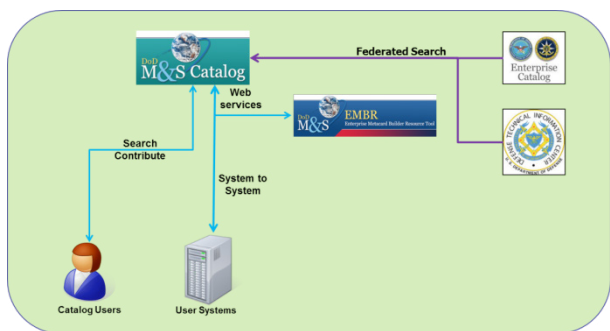 DoD
M&S Catalog
Federated Search
Enterprise
Catalog
Web
services
DoD
M&S
EMBR
Enterprise Metacard Builder Resource Tool
DEFENSE TECHNICAL INFORMATION CENTER
Search
Contribute
System to
System
Catalog Users
User Systems